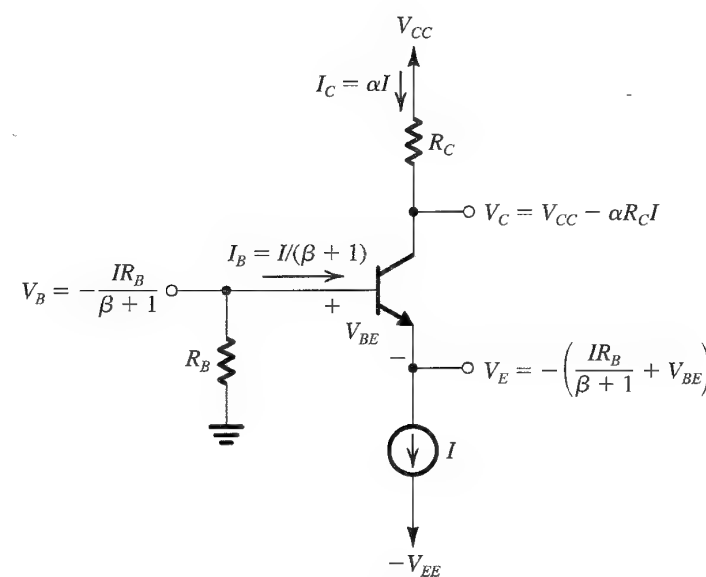 V_CC
I_C = αI
R_C
V_C = V_CC − αR_C I
I_B = I/(β + 1)
V_B = − IR_B / β + 1
+
V_BE
−
R_B
V_E = −( IR_B / β + 1 + V_BE )
I
−V_EE